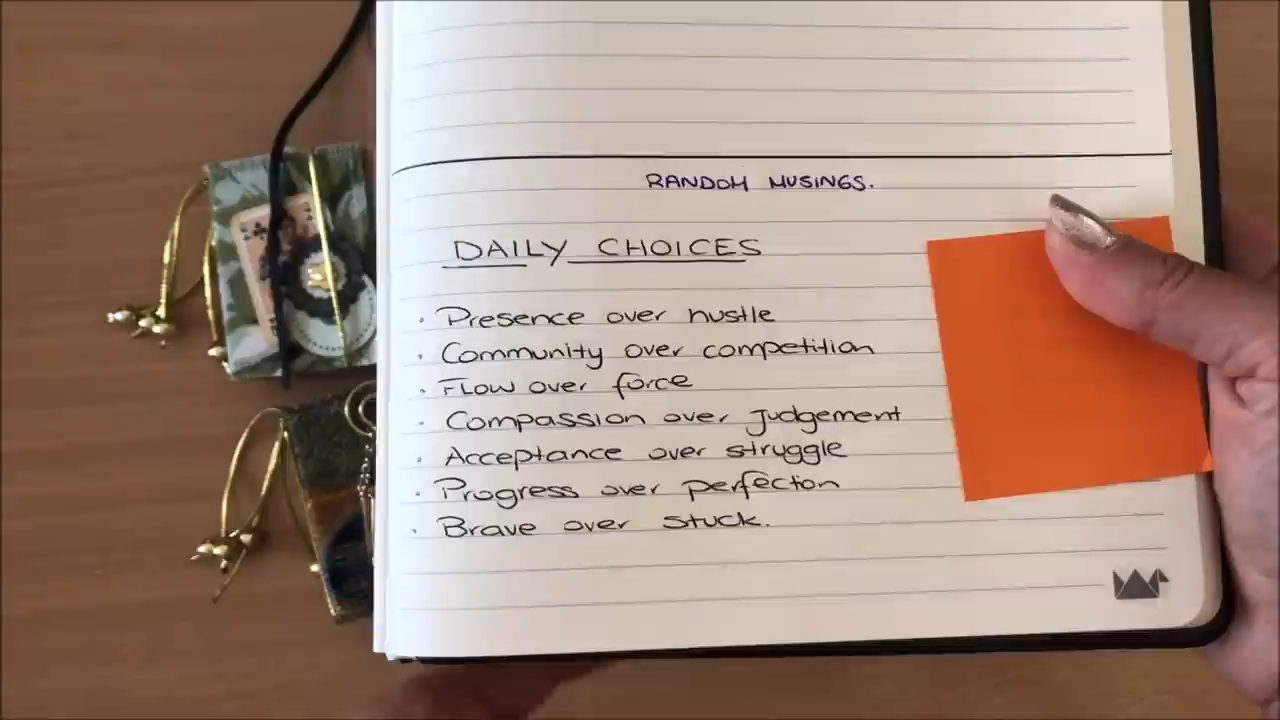 RANDOM MUSINGS.
DAILY CHOICES
· Presence over hustle
· Community over competition
· Flow over force
Compassion over judgement
· Acceptance over struggle
· Progress over perfecton
· Brave over stuck.